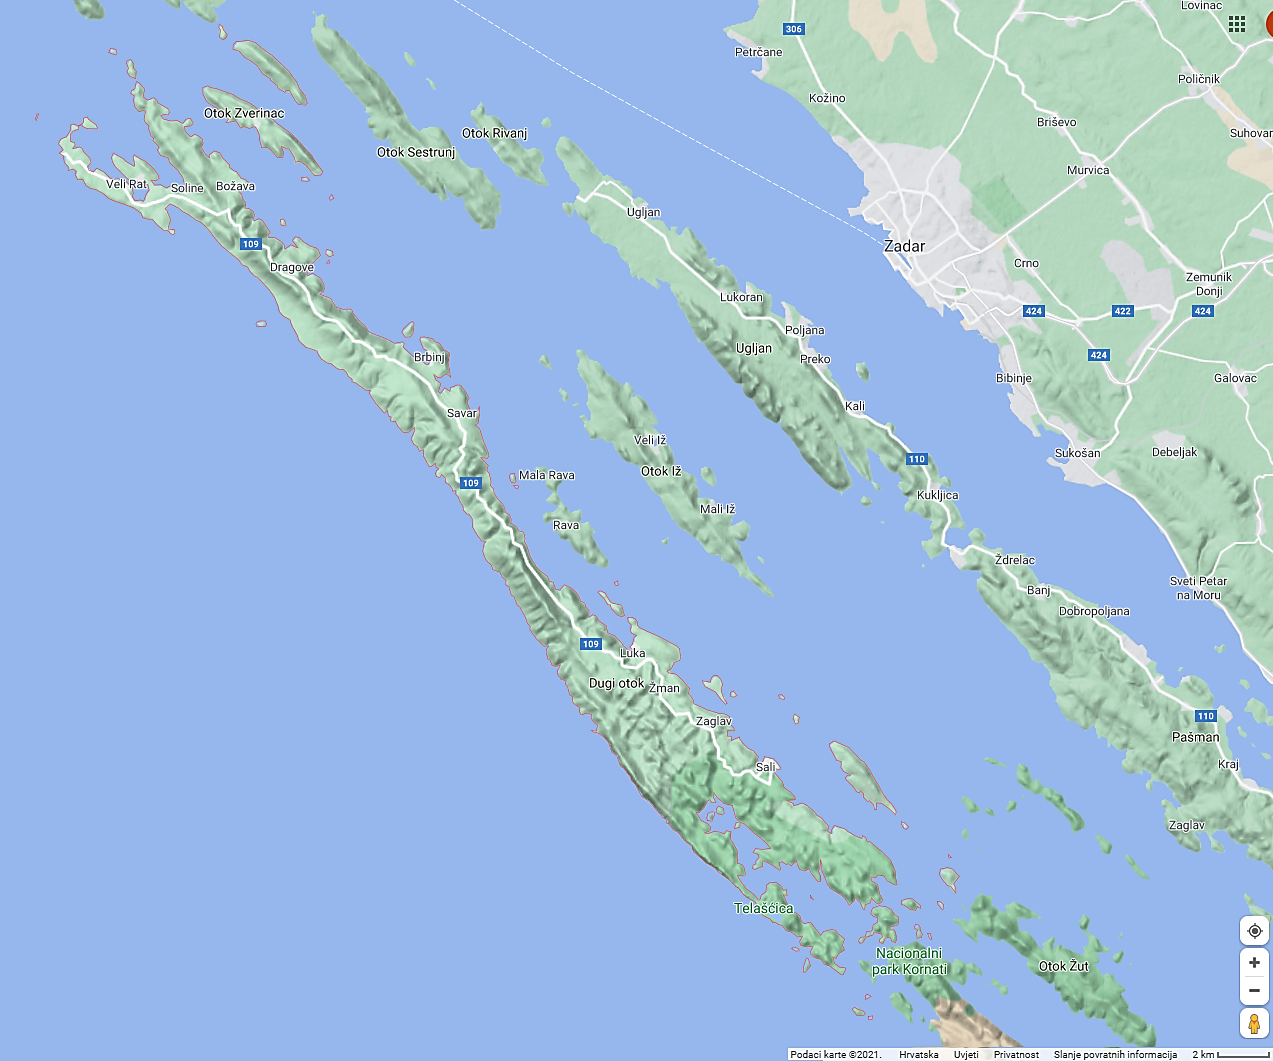 Lovinac
306
Petrčane
Poličnik
Kožino
Otok Zverinac
Briševo
Otok Rivanj
Suhovar
Otok Sestrunj
Murvica
Veli Rat
Soline
Božava
Ugljan
109
Zadar
Dragove
Crno
Zemunik
Donji
Lukoran
424
422
424
Poljana
Ugljan
Preko
Brbinj
424
Bibinje
Galovac
Savar
Kali
Veli Iž
Sukošan
Debeljak
110
Otok Iž
Mala Rava
109
Kukljica
Mali Iž
Rava
Ždrelac
Sveti Petar
na Moru
Banj
Dobropoljana
109
Luka
Dugi otok
Žman
Zaglav
110
Pašman
Sali
Kraj
Zaglav
Telašćica
Nacionalni
park Kornati
Otok Žut
Podaci karte ©2021. Hrvatska Uvjeti Privatnost Slanje povratnih informacija 2 km